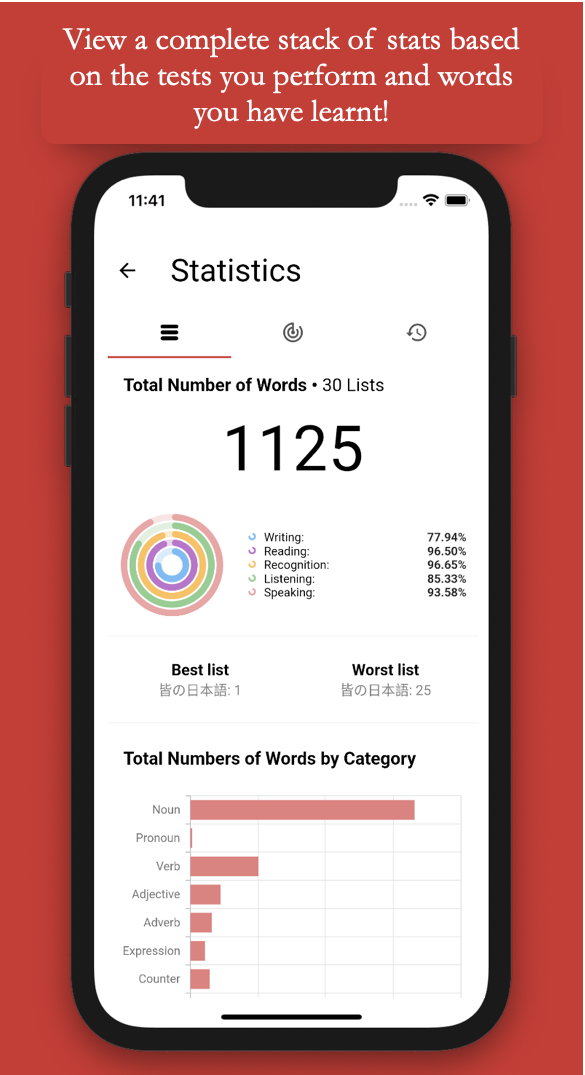 View a complete stack of stats based
on the tests you perform and words
you have learnt!
11:41
Statistics
Total Number of Words • 30 Lists
1125
Writing: 77.94%
Reading: 96.50%
Recognition: 96.65%
Listening: 85.33%
Speaking: 93.58%
Best list Worst list
皆の日本語: 1 皆の日本語: 25
Total Numbers of Words by Category
Noun
Pronoun
Verb
Adjective
Adverb
Expression
Counter